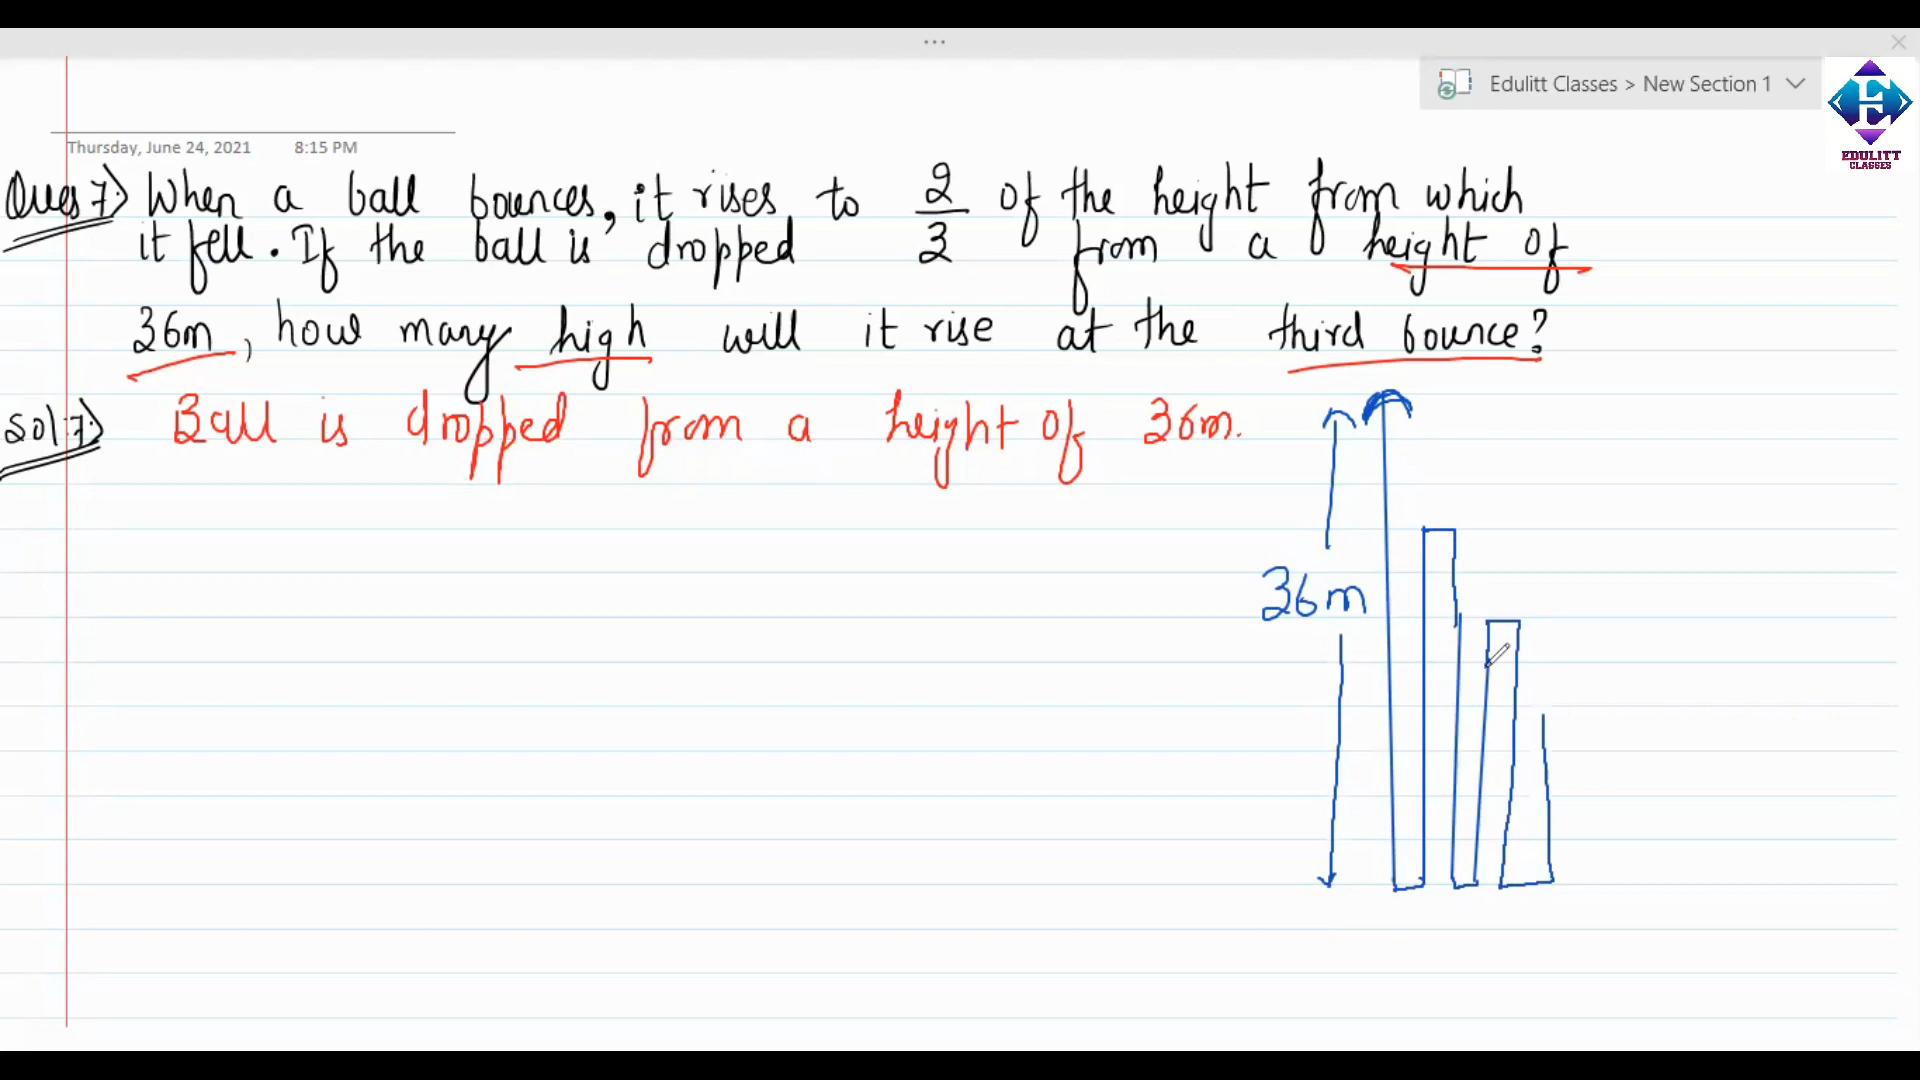 ...
Edulitt Classes > New Section 1
E
EDULITT
CLASSES
Thursday, June 24, 2021 8:15 PM
Ques 7.) When a ball bounces, it rises to 2/3 of the height from which
it fell. If the ball is dropped from a height of
36m, how many high will it rise at the third bounce?
Sol 7.) Ball is dropped from a height of 36m.
36m